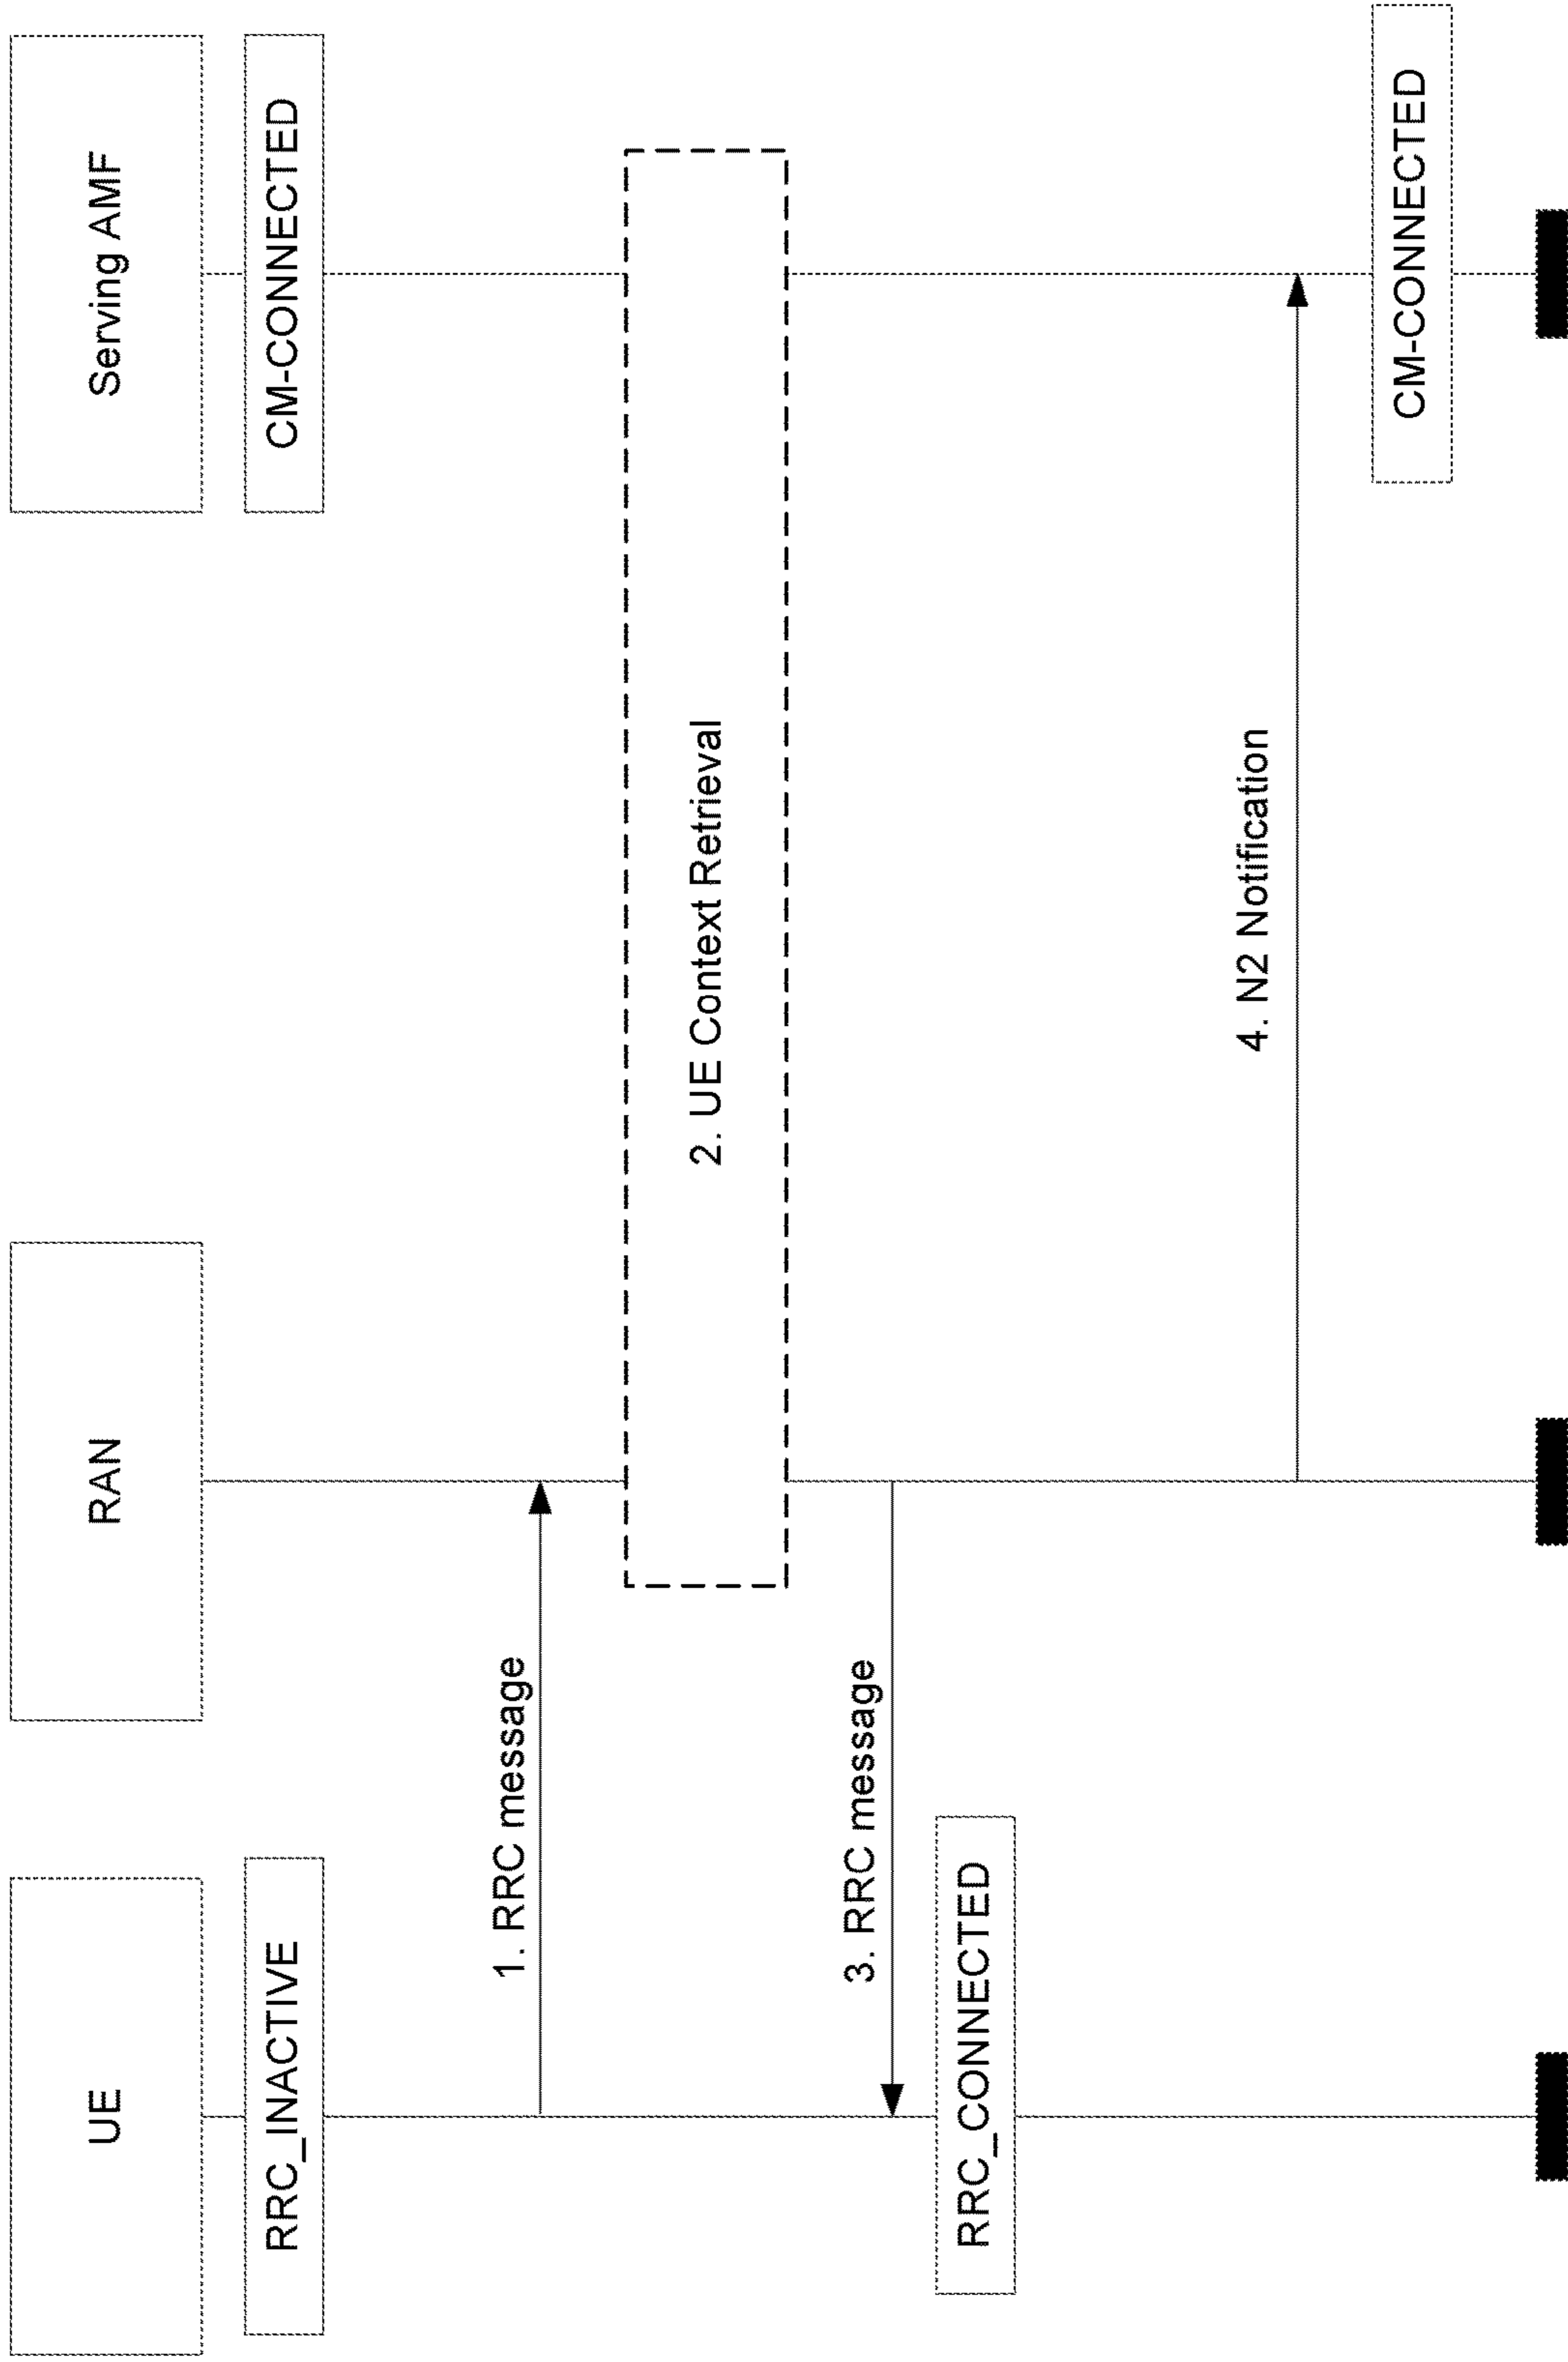 UE
RAN
Serving AMF
RRC_INACTIVE
CM-CONNECTED
1. RRC message
2. UE Context Retrieval
3. RRC message
RRC_CONNECTED
4. N2 Notification
CM-CONNECTED